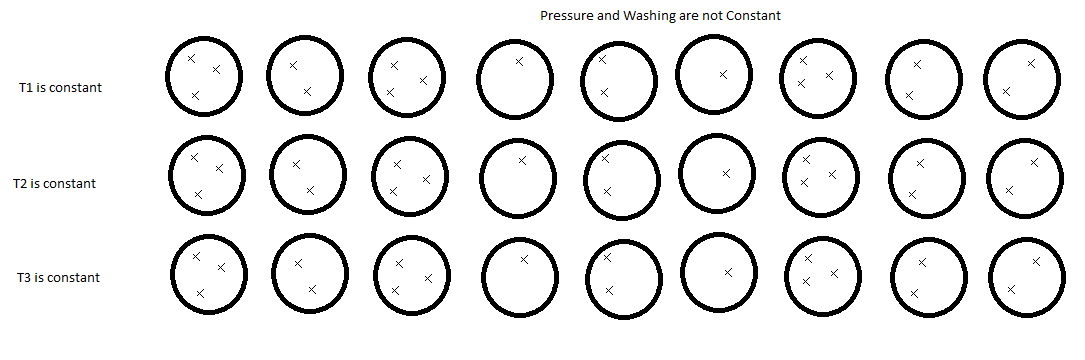 Pressure and Washing are not Constant
T1 is constant
T2 is constant
T3 is constant